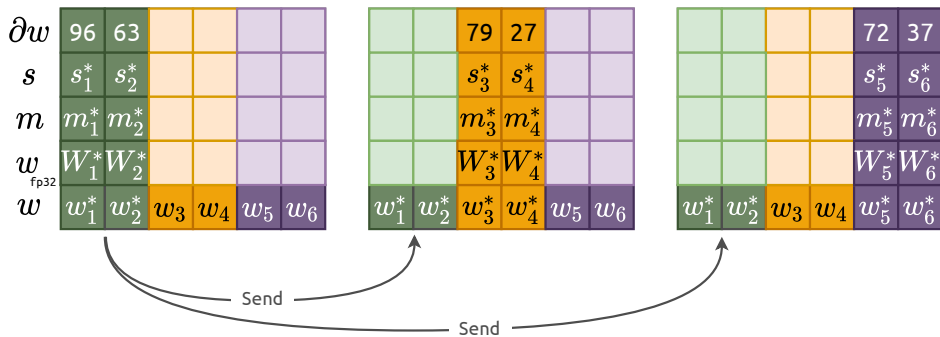 ∂w 96 63 79 27 72 37
s s₁* s₂* s₃* s₄* s₅* s₆*
m m₁* m₂* m₃* m₄* m₅* m₆*
w fp32 W₁* W₂* W₃* W₄* W₅* W₆*
w w₁* w₂* w₃ w₄ w₅ w₆ w₁* w₂* w₃* w₄* w₅ w₆ w₁* w₂* w₃ w₄ w₅* w₆*
Send
Send